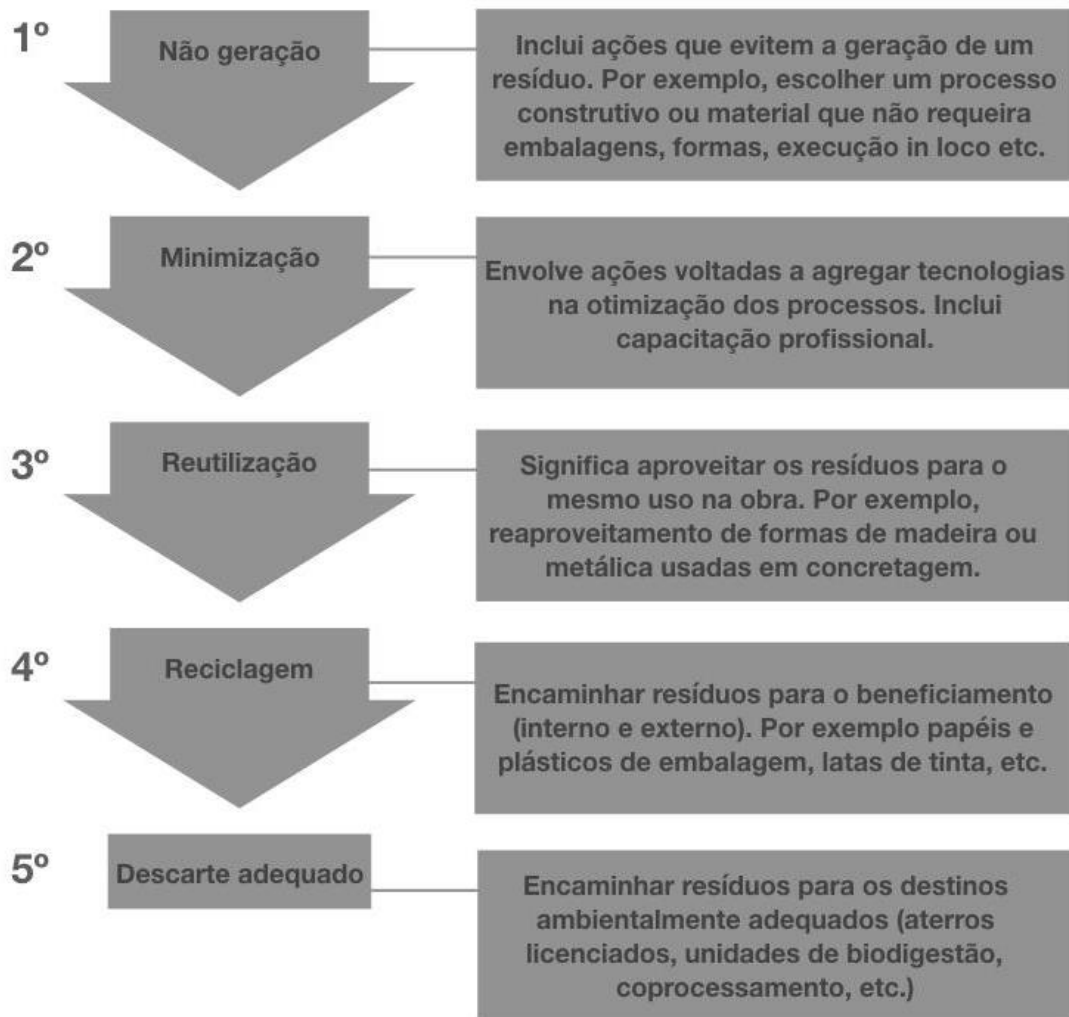 1º
Não geração
Inclui ações que evitem a geração de um
resíduo. Por exemplo, escolher um processo
construtivo ou material que não requeira
embalagens, formas, execução in loco etc.
2º
Minimização
Envolve ações voltadas a agregar tecnologias
na otimização dos processos. Inclui
capacitação profissional.
3º
Reutilização
Significa aproveitar os resíduos para o
mesmo uso na obra. Por exemplo,
reaproveitamento de formas de madeira ou
metálica usadas em concretagem.
4º
Reciclagem
Encaminhar resíduos para o beneficiamento
(interno e externo). Por exemplo papéis e
plásticos de embalagem, latas de tinta, etc.
5º
Descarte adequado
Encaminhar resíduos para os destinos
ambientalmente adequados (aterros
licenciados, unidades de biodigestão,
coprocessamento, etc.)